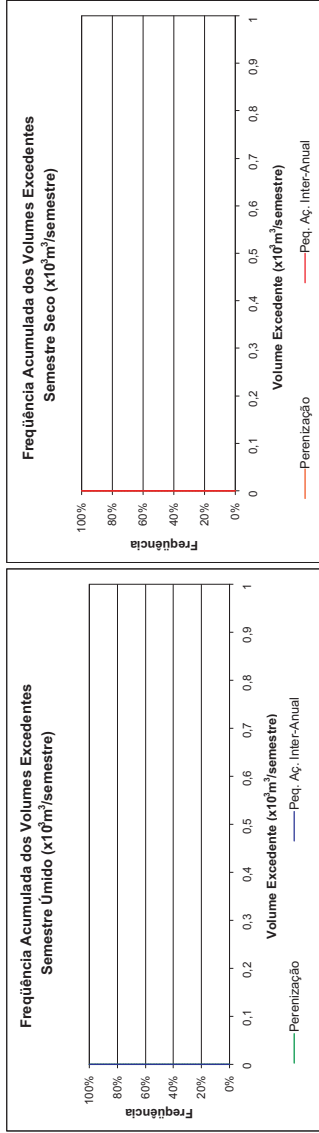 Freqüência Acumulada dos Volumes Excedentes
Semestre Úmido (x10³m³/semestre)
Freqüência
100%
80%
60%
40%
20%
0%
0 0,1 0,2 0,3 0,4 0,5 0,6 0,7 0,8 0,9 1
Volume Excedente (x10³m³/semestre)
Perenização Peq. Aç. Inter-Anual
Freqüência Acumulada dos Volumes Excedentes
Semestre Seco (x10³m³/semestre)
Freqüência
100%
80%
60%
40%
20%
0%
0 0,1 0,2 0,3 0,4 0,5 0,6 0,7 0,8 0,9 1
Volume Excedente (x10³m³/semestre)
Perenização Peq. Aç. Inter-Anual